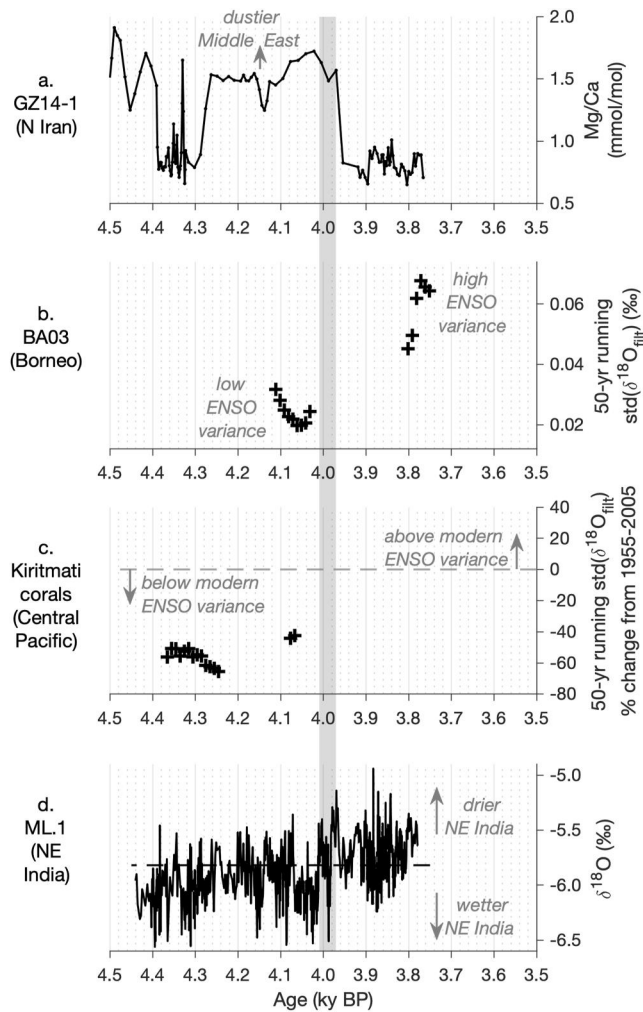 a.
GZ14-1
(N Iran)
dustier
Middle East
2.0
1.5
1.0
0.5
Mg/Ca
(mmol/mol)
4.5 4.4 4.3 4.2 4.1 4.0 3.9 3.8 3.7 3.6 3.5
b.
BA03
(Borneo)
low
ENSO
variance
high
ENSO
variance
0.06
0.04
0.02
50-yr running
std(δ¹⁸O_filt) (‰)
4.5 4.4 4.3 4.2 4.1 4.0 3.9 3.8 3.7 3.6 3.5
c.
Kiritmati
corals
(Central
Pacific)
above modern
ENSO variance
below modern
ENSO variance
40
20
0
-20
-40
-60
-80
50-yr running std(δ¹⁸O_filt)
% change from 1955-2005
4.5 4.4 4.3 4.2 4.1 4.0 3.9 3.8 3.7 3.6 3.5
d.
ML.1
(NE
India)
drier
NE India
wetter
NE India
-5.0
-5.5
-6.0
-6.5
δ¹⁸O (‰)
4.5 4.4 4.3 4.2 4.1 4.0 3.9 3.8 3.7 3.6 3.5
Age (ky BP)